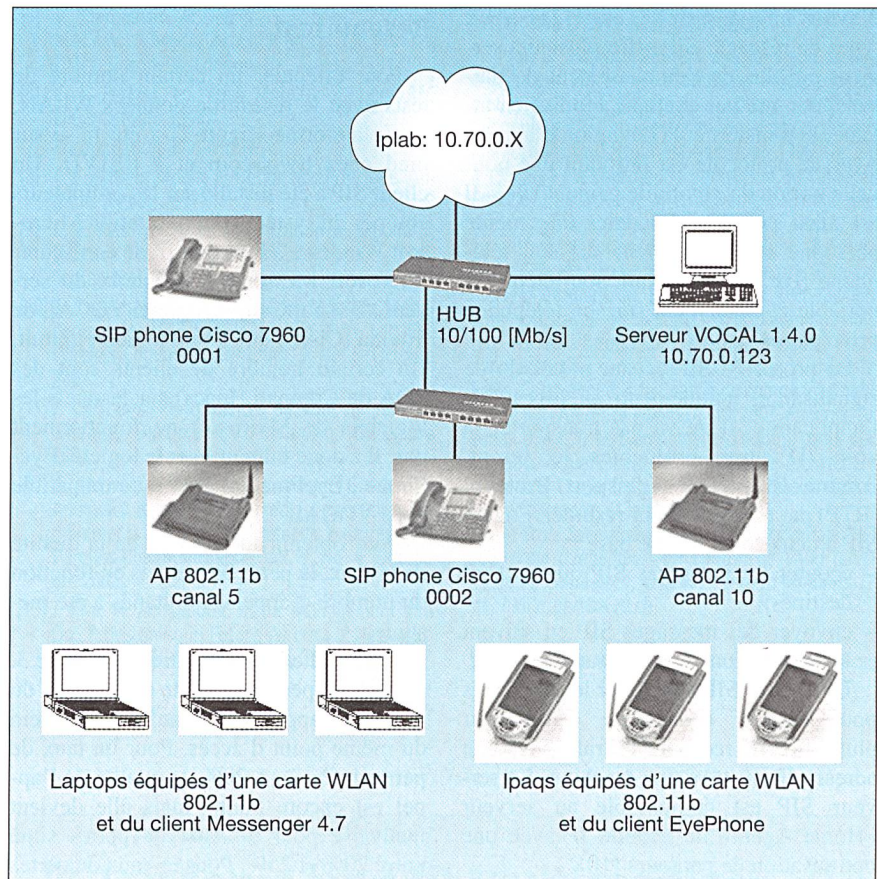 Iplab: 10.70.0.X
HUB
10/100 [Mb/s]
SIP phone Cisco 7960
0001
Serveur VOCAL 1.4.0
10.70.0.123
AP 802.11b
canal 5
SIP phone Cisco 7960
0002
AP 802.11b
canal 10
Laptops équipés d'une carte WLAN
802.11b
et du client Messenger 4.7
Ipaqs équipés d'une carte WLAN
802.11b
et du client EyePhone